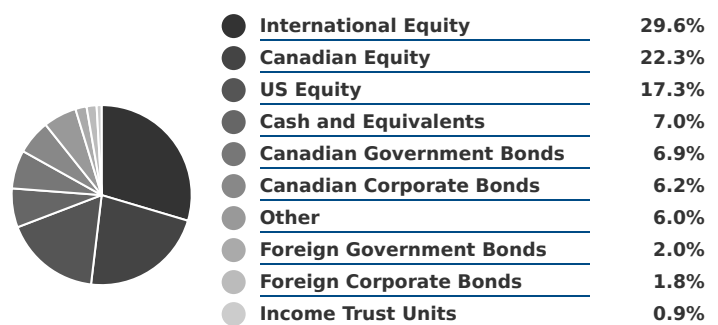 International Equity 29.6%
Canadian Equity 22.3%
US Equity 17.3%
Cash and Equivalents 7.0%
Canadian Government Bonds 6.9%
Canadian Corporate Bonds 6.2%
Other 6.0%
Foreign Government Bonds 2.0%
Foreign Corporate Bonds 1.8%
Income Trust Units 0.9%